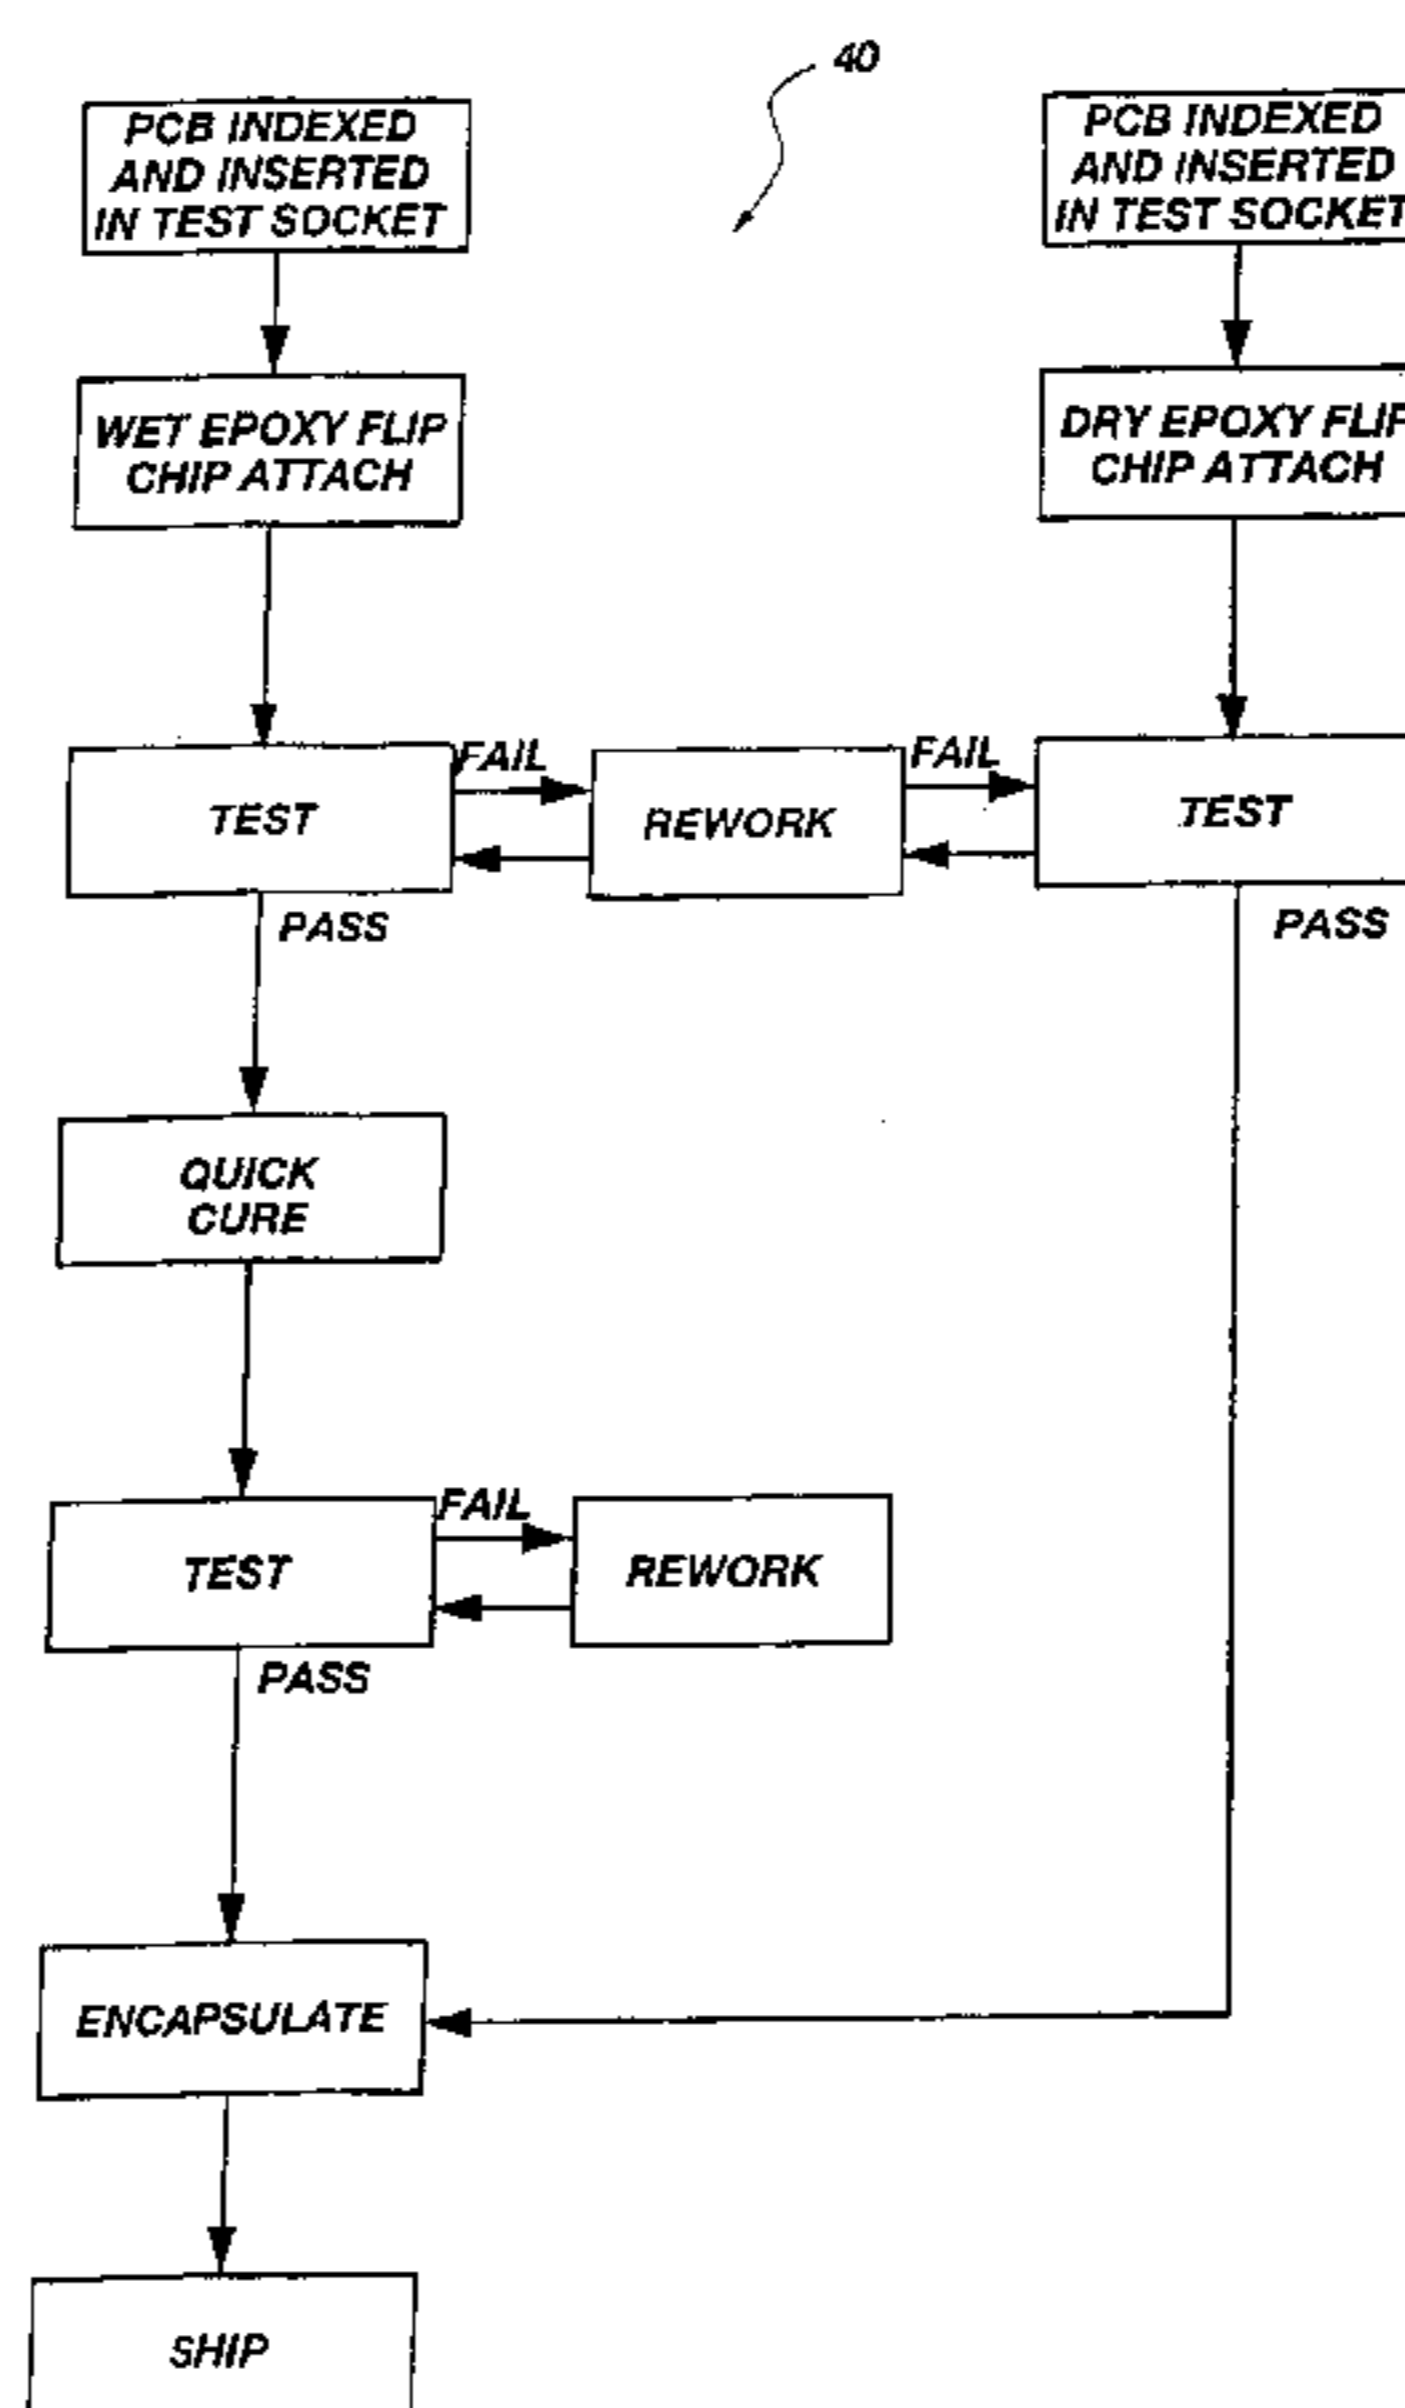 40
PCB INDEXED
AND INSERTED
IN TEST SOCKET
PCB INDEXED
AND INSERTED
IN TEST SOCKET
WET EPOXY FLIP
CHIP ATTACH
DRY EPOXY FLIP
CHIP ATTACH
TEST
FAIL
REWORK
FAIL
TEST
PASS
PASS
QUICK
CURE
TEST
FAIL
REWORK
PASS
ENCAPSULATE
SHIP